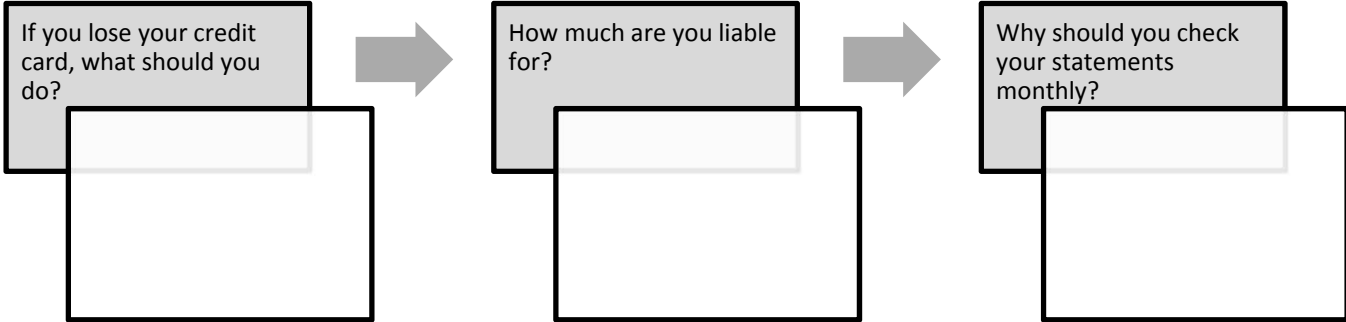 If you lose your credit
card, what should you
do?
How much are you liable
for?
Why should you check
your statements
monthly?